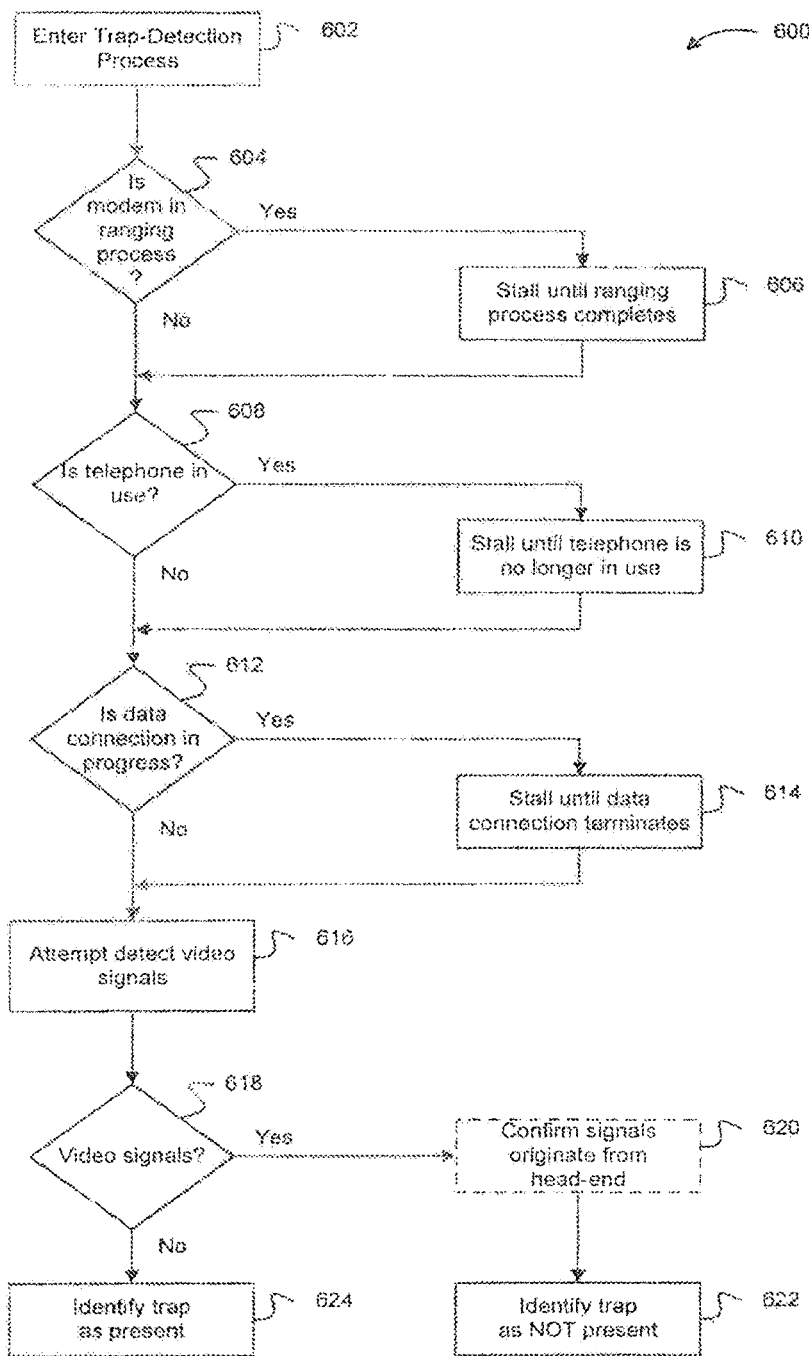 Enter Trap-Detection
Process
602
600
604
Is
modem in
ranging
process
?
Yes
No
Stall until ranging
process completes
606
608
Is telephone in
use?
Yes
No
Stall until telephone is
no longer in use
610
612
Is data
connection in
progress?
Yes
No
Stall until data
connection terminates
614
Attempt detect video
signals
616
618
Video signals?
Yes
No
Confirm signals
originate from
head-end
620
Identify trap
as present
624
Identify trap
as NOT present
622